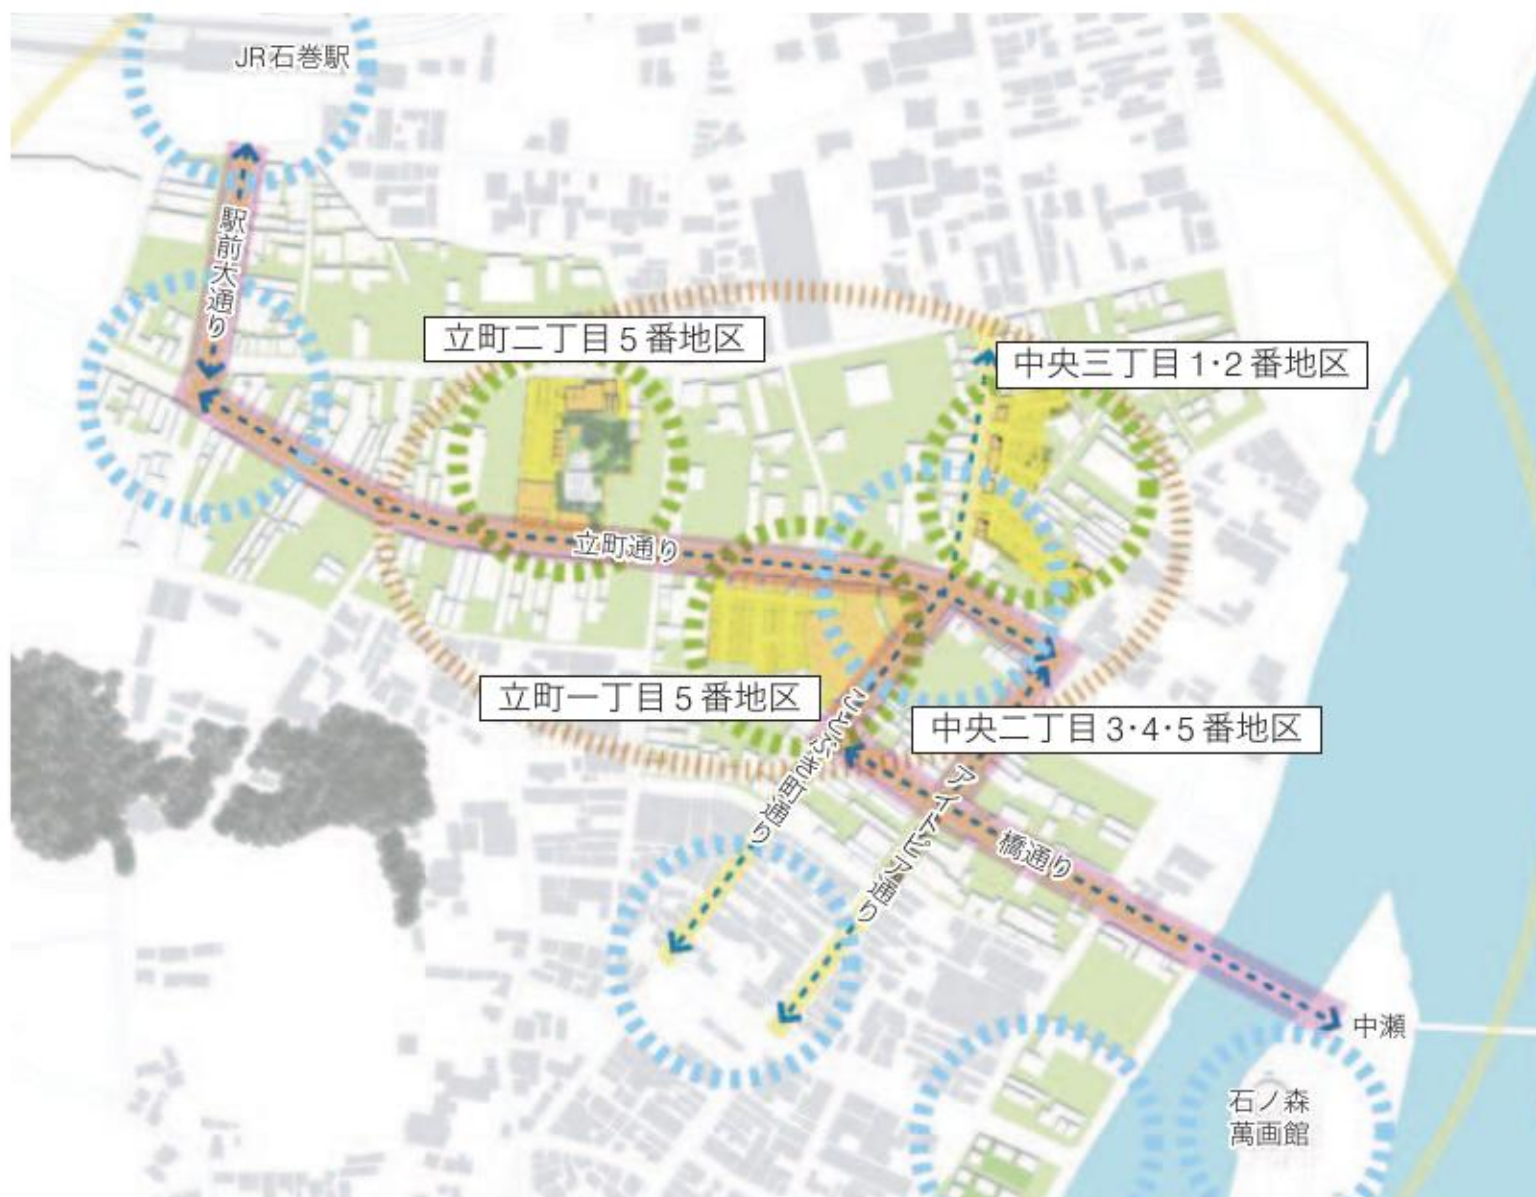 JR石巻駅
駅前大通り
立町二丁目5番地区
中央三丁目1・2番地区
立町通り
立町一丁目5番地区
中央二丁目3・4・5番地区
ことぶき町通り
アイトピア通り
橋通り
中瀬
石ノ森
萬画館